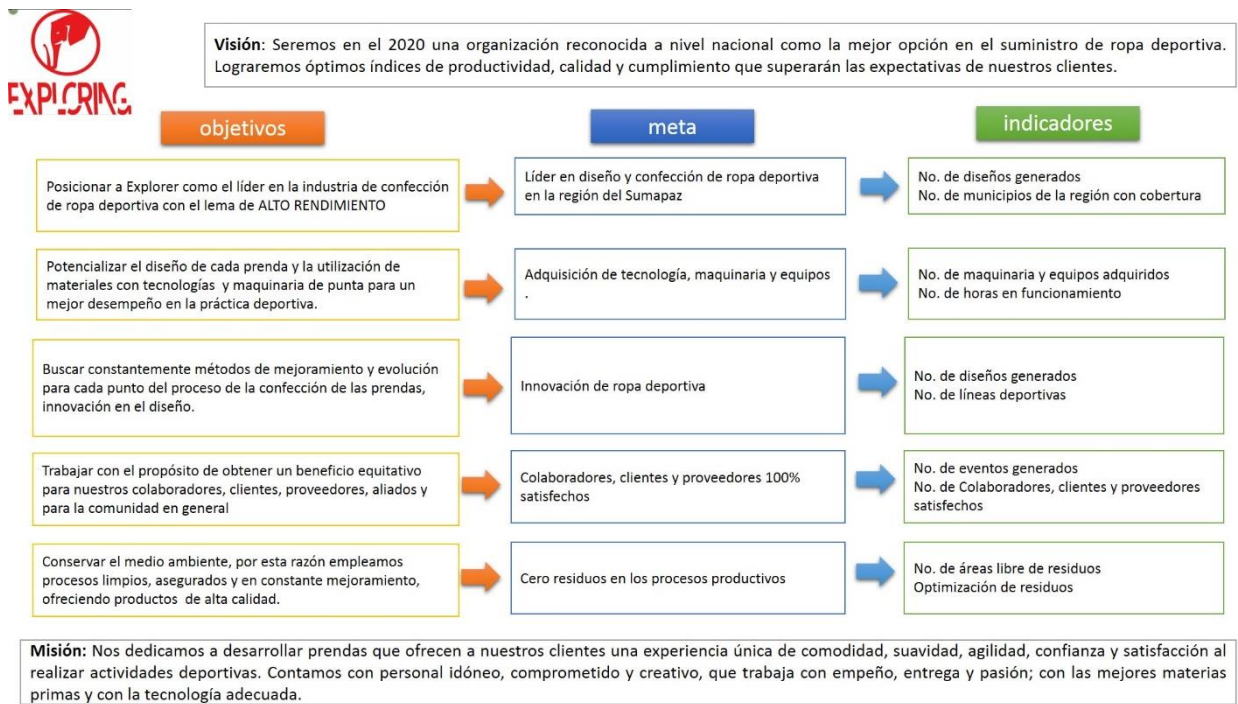 EXPLORING
Visión: Seremos en el 2020 una organización reconocida a nivel nacional como la mejor opción en el suministro de ropa deportiva.
Lograremos óptimos índices de productividad, calidad y cumplimiento que superarán las expectativas de nuestros clientes.
objetivos
meta
indicadores
Posicionar a Explorer como el líder en la industria de confección
de ropa deportiva con el lema de ALTO RENDIMIENTO
Líder en diseño y confección de ropa deportiva
en la región del Sumapaz
No. de diseños generados
No. de municipios de la región con cobertura
Potencializar el diseño de cada prenda y la utilización de
materiales con tecnologías y maquinaria de punta para un
mejor desempeño en la práctica deportiva.
Adquisición de tecnología, maquinaria y equipos
.
No. de maquinaria y equipos adquiridos
No. de horas en funcionamiento
Buscar constantemente métodos de mejoramiento y evolución
para cada punto del proceso de la confección de las prendas,
innovación en el diseño.
Innovación de ropa deportiva
No. de diseños generados
No. de líneas deportivas
Trabajar con el propósito de obtener un beneficio equitativo
para nuestros colaboradores, clientes, proveedores, aliados y
para la comunidad en general
Colaboradores, clientes y proveedores 100%
satisfechos
No. de eventos generados
No. de Colaboradores, clientes y proveedores
satisfechos
Conservar el medio ambiente, por esta razón empleamos
procesos limpios, asegurados y en constante mejoramiento,
ofreciendo productos de alta calidad.
Cero residuos en los procesos productivos
No. de áreas libre de residuos
Optimización de residuos
Misión: Nos dedicamos a desarrollar prendas que ofrecen a nuestros clientes una experiencia única de comodidad, suavidad, agilidad, confianza y satisfacción al
realizar actividades deportivas. Contamos con personal idóneo, comprometido y creativo, que trabaja con empeño, entrega y pasión; con las mejores materias
primas y con la tecnología adecuada.